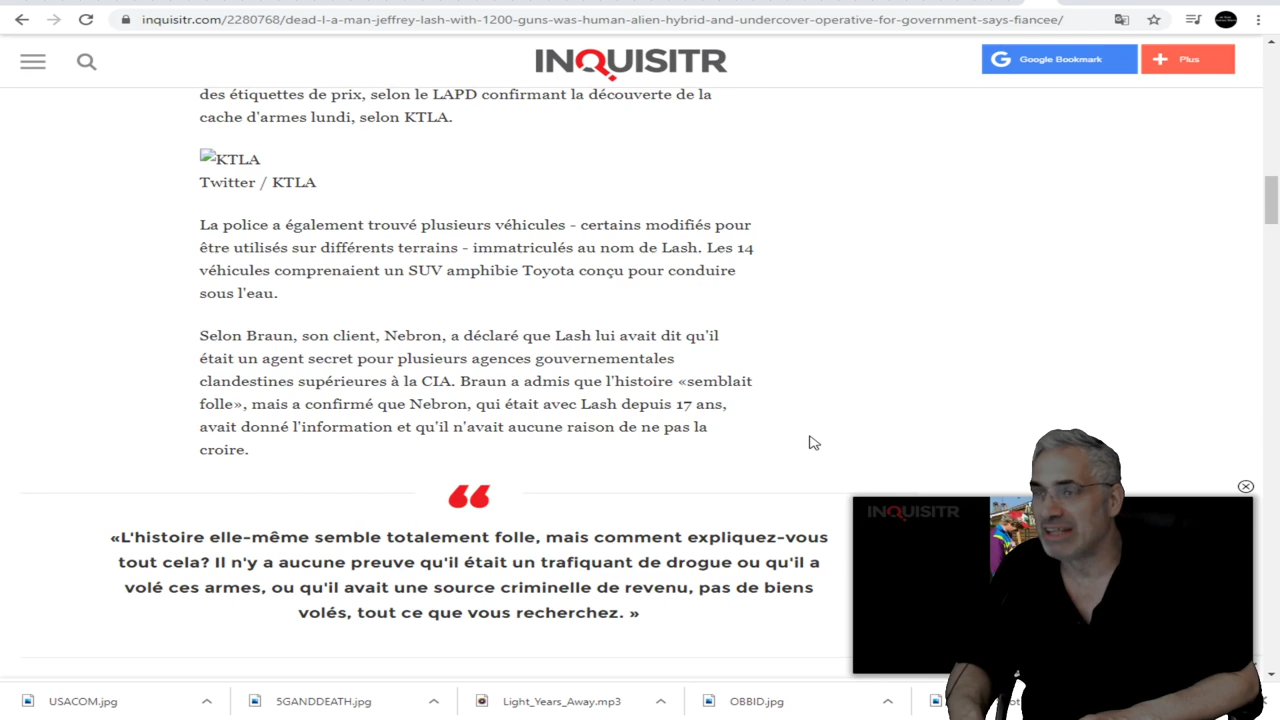 inquisitr.com/2280768/dead-l-a-man-jeffrey-lash-with-1200-guns-was-human-alien-hybrid-and-undercover-operative-for-government-says-fiancee/
INQUISITR
Google Bookmark
Plus
des étiquettes de prix, selon le LAPD confirmant la découverte de la
cache d'armes lundi, selon KTLA.
KTLA
Twitter / KTLA
La police a également trouvé plusieurs véhicules - certains modifiés pour
être utilisés sur différents terrains - immatriculés au nom de Lash. Les 14
véhicules comprenaient un SUV amphibie Toyota conçu pour conduire
sous l'eau.
Selon Braun, son client, Nebron, a déclaré que Lash lui avait dit qu'il
était un agent secret pour plusieurs agences gouvernementales
clandestines supérieures à la CIA. Braun a admis que l'histoire «semblait
folle», mais a confirmé que Nebron, qui était avec Lash depuis 17 ans,
avait donné l'information et qu'il n'avait aucune raison de ne pas la
croire.
«L'histoire elle-même semble totalement folle, mais comment expliquez-vous
tout cela? Il n'y a aucune preuve qu'il était un trafiquant de drogue ou qu'il a
volé ces armes, ou qu'il avait une source criminelle de revenu, pas de biens
volés, tout ce que vous recherchez. »
INQUISITR
USACOM.jpg
5GANDDEATH.jpg
Light_Years_Away.mp3
OBBID.jpg